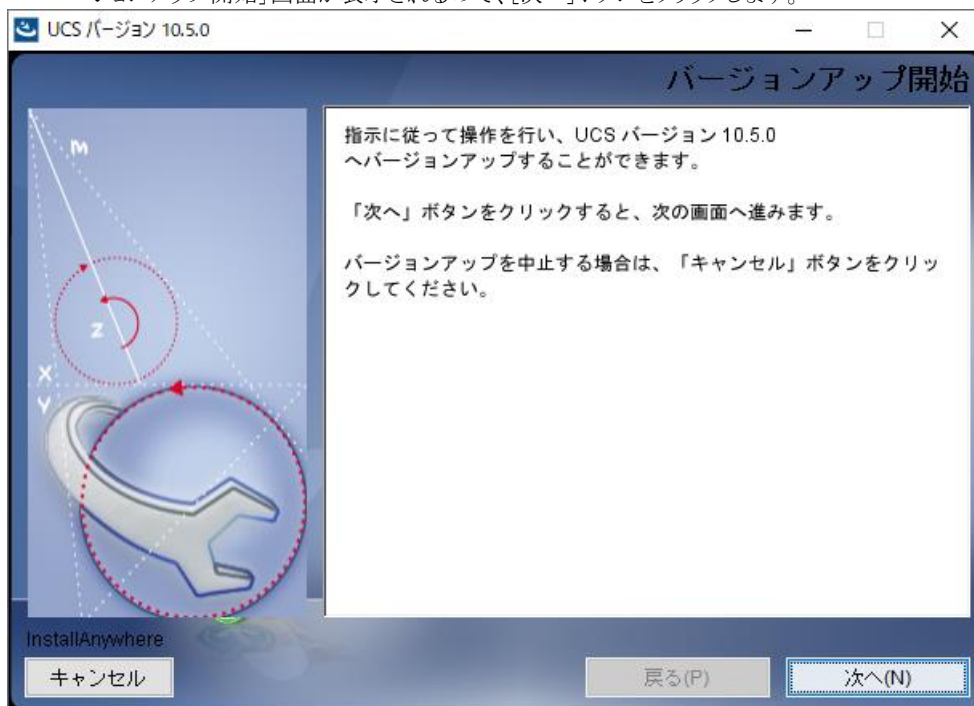 UCS バージョン 10.5.0
バージョンアップ開始
指示に従って操作を行い、UCS バージョン 10.5.0
へバージョンアップすることができます。
「次へ」ボタンをクリックすると、次の画面へ進みます。
バージョンアップを中止する場合は、「キャンセル」ボタンをクリッ
クしてください。
M
Z
X
Y
InstallAnywhere
キャンセル
戻る(P)
次へ(N)